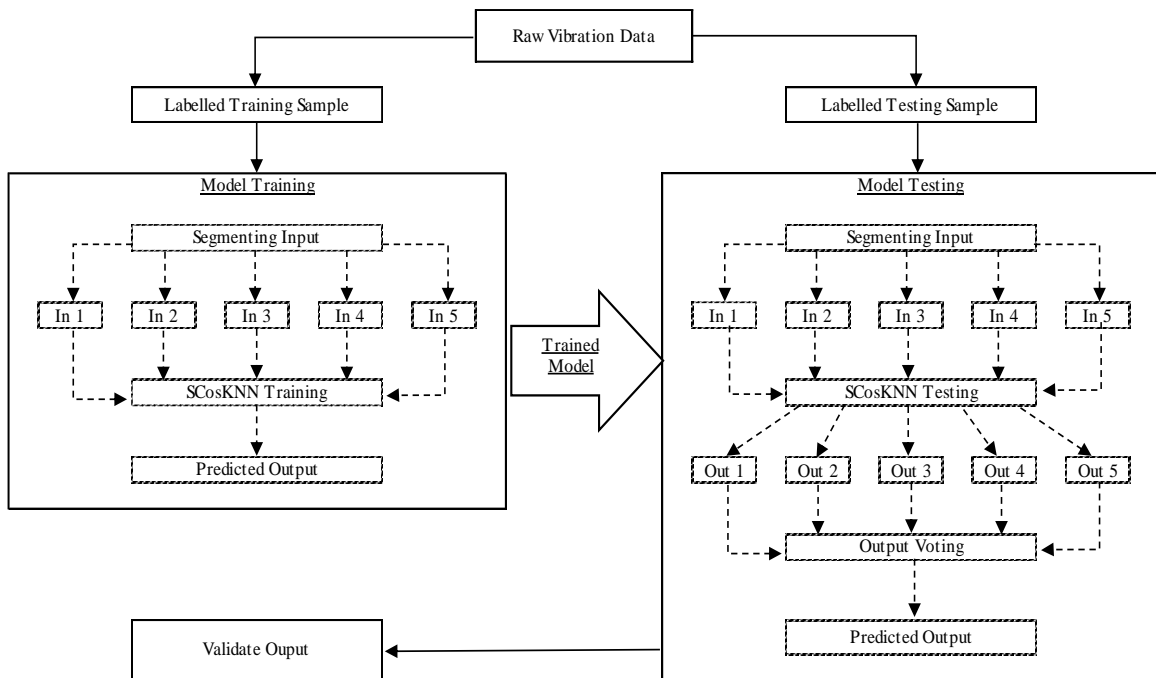 Raw Vibration Data
Labelled Training Sample
Labelled Testing Sample
Model Training
Segmenting Input
In 1
In 2
In 3
In 4
In 5
SCosKNN Training
Predicted Output
Trained
Model
Model Testing
Segmenting Input
In 1
In 2
In 3
In 4
In 5
SCosKNN Testing
Out 1
Out 2
Out 3
Out 4
Out 5
Output Voting
Predicted Output
Validate Ouput